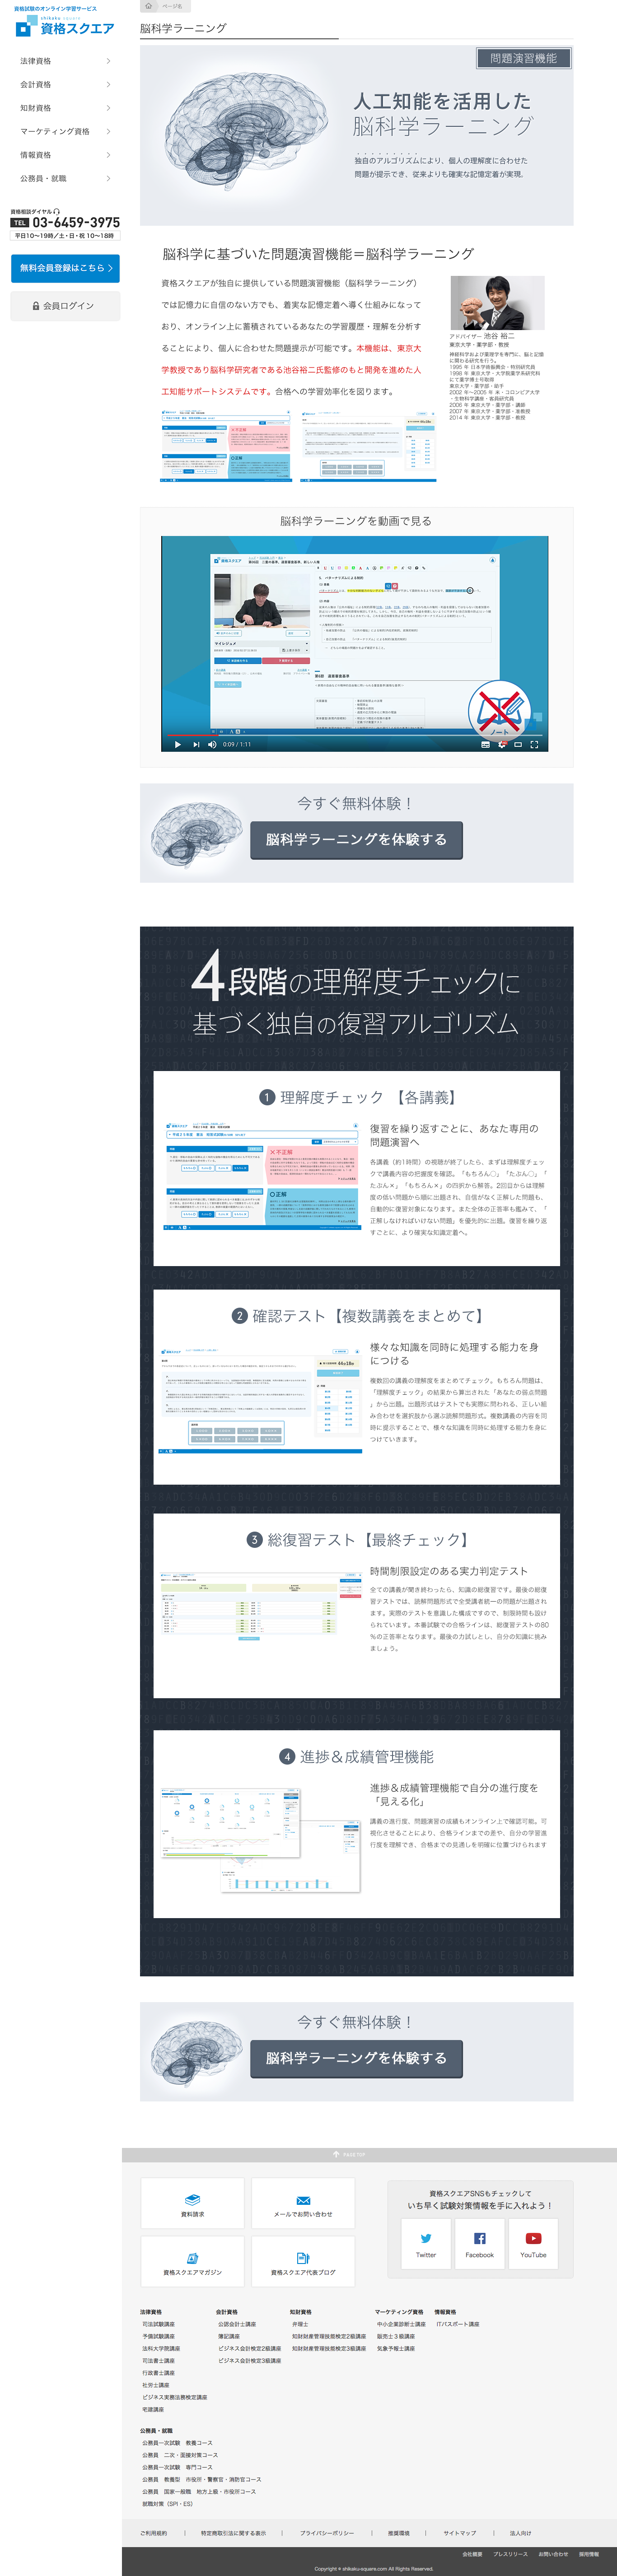 資格試験のオンライン学習サービス
shikaku square
資格スクエア
法律資格
会計資格
知財資格
マーケティング資格
情報資格
公務員・就職
資格相談ダイヤル
TEL 03-6459-3975
平日10〜19時／土・日・祝 10〜18時
無料会員登録はこちら
会員ログイン
ページ名
脳科学ラーニング
問題演習機能
人工知能を活用した
脳科学ラーニング
独自のアルゴリズムにより、個人の理解度に合わせた
問題が提示でき、従来よりも確実な記憶定着が実現。
脳科学に基づいた問題演習機能＝脳科学ラーニング
資格スクエアが独自に提供している問題演習機能（脳科学ラーニング）
では記憶力に自信のない方でも、着実な記憶定着へ導く仕組みになって
おり、オンライン上に蓄積されているあなたの学習履歴・理解を分析す
ることにより、個人に合わせた問題提示が可能です。本機能は、東京大
学教授であり脳科学研究者である池谷裕二氏監修のもと開発を進めた人
工知能サポートシステムです。合格への学習効率化を図ります。
アドバイザー 池谷 裕二
東京大学・薬学部・教授
神経科学および薬理学を専門に、脳と記憶
に関わる研究を行う。
1995 年 日本学術振興会・特別研究員
1998 年 東京大学・大学院薬学系研究科
にて薬学博士号取得
東京大学・薬学部・助手
2002 年〜2005 年 米・コロンビア大学
・生物科学講座・客員研究員
2006 年 東京大学・薬学部・講師
2007 年 東京大学・薬学部・准教授
2014 年 東京大学・薬学部・教授
脳科学ラーニングを動画で見る
資格スクエア
マインジョメ
ノート
0:09 / 1:11
今すぐ無料体験！
脳科学ラーニングを体験する
4段階の理解度チェックに
基づく独自の復習アルゴリズム
1 理解度チェック 【各講義】
×不正解
〇正解
復習を繰り返すごとに、あなた専用の
問題演習へ
各講義（約1時間）の視聴が終了したら、まずは理解度チェッ
クで講義内容の把握度を確認。「もちろん○」「たぶん○」「
たぶん×」「もちろん×」の四択から解答。2回目からは理解
度の低い問題から順に出題され、自信がなく正解した問題も、
自動的に復習対象になります。また全体の正答率も鑑みて、「
正解しなければいけない問題」を優先的に出題。復習を繰り返
すごとに、より確実な知識定着へ。
2 確認テスト【複数講義をまとめて】
様々な知識を同時に処理する能力を身
につける
複数回の講義の理解度をまとめてチェック。もちろん問題は、
「理解度チェック」の結果から算出された「あなたの弱点問題
」から出題。出題形式はテストでも実際に問われる、正しい組
み合わせを選択肢から選ぶ読解問題形式。複数講義の内容を同
時に提示することで、様々な知識を同時に処理する能力を身に
つけていきます。
3 総復習テスト【最終チェック】
時間制限設定のある実力判定テスト
全ての講義が聞き終わったら、知識の総復習です。最後の総復
習テストでは、読解問題形式で全受講者統一の問題が出題され
ます。実際のテストを意識した構成ですので、制限時間も設け
られています。本番試験での合格ラインは、総復習テストの80
％の正答率となります。最後の力試しとし、自分の知識に挑み
ましょう。
4 進捗＆成績管理機能
進捗＆成績管理機能で自分の進行度を
「見える化」
講義の進行度、問題演習の成績もオンライン上で確認可能。可
視化させることにより、合格ラインまでの差や、自分の学習進
行度を理解でき、合格までの見通しを明確に位置づけられます
今すぐ無料体験！
脳科学ラーニングを体験する
PAGE TOP
資料請求
メールでお問い合わせ
資格スクエアマガジン
資格スクエア代表ブログ
資格スクエアSNSもチェックして
いち早く試験対策情報を手に入れよう！
Twitter
Facebook
YouTube
法律資格
司法試験講座
予備試験講座
法科大学院講座
司法書士講座
行政書士講座
社労士講座
ビジネス実務法務検定講座
宅建講座
会計資格
公認会計士講座
簿記講座
ビジネス会計検定2級講座
ビジネス会計検定3級講座
知財資格
弁理士
知財財産管理技能検定2級講座
知財財産管理技能検定3級講座
マーケティング資格
中小企業診断士講座
販売士３級講座
気象予報士講座
情報資格
ITパスポート講座
公務員・就職
公務員一次試験　教養コース
公務員　二次・面接対策コース
公務員一次試験　専門コース
公務員　教養型　市役所・警察官・消防官コース
公務員　国家一般職　地方上級・市役所コース
就職対策（SPI・ES）
ご利用規約 | 特定商取引法に関する表示 | プライバシーポリシー | 推奨環境 | サイトマップ | 法人向け
会社概要 プレスリリース お問い合わせ 採用情報
Copyright © shikaku-square.com All Rights Reserved.